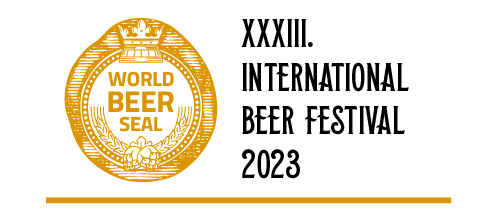 WORLD
BEER
SEAL
XXXIII.
INTERNATIONAL
BEER FESTIVAL
2023